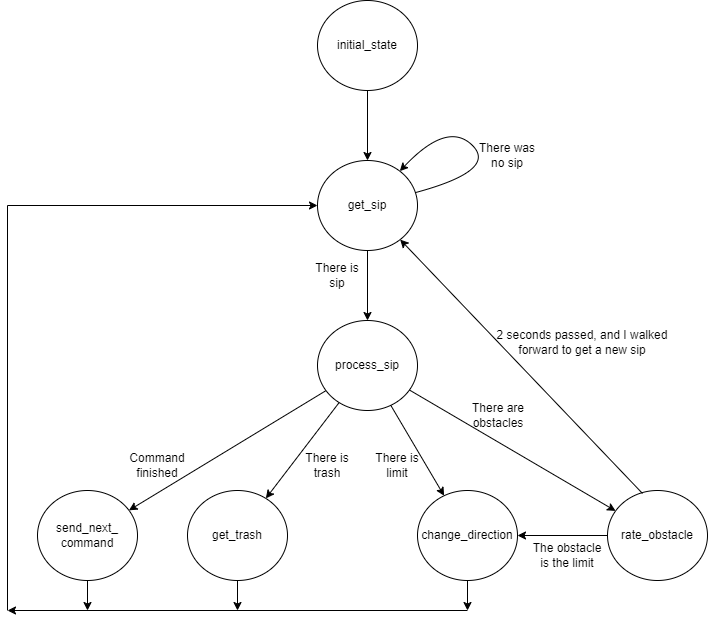 initial_state
There was
no sip
get_sip
There is
sip
2 seconds passed, and I walked
forward to get a new sip
process_sip
There are
obstacles
Command
finished
There is
trash
There is
limit
send_next_
command
get_trash
change_direction
rate_obstacle
The obstacle
is the limit